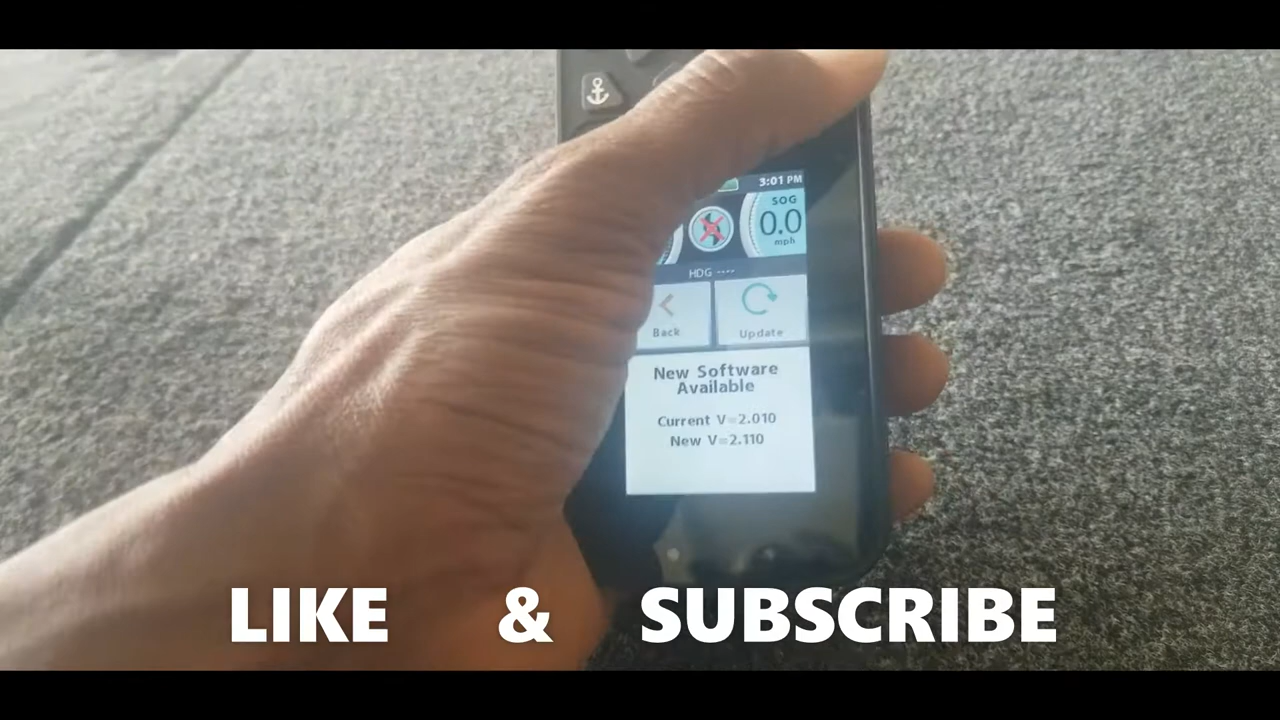 3:01 PM
SOG
0.0
mph
HDG ----
Back
Update
New Software
Available
Current V=2.010
New V=2.110
LIKE & SUBSCRIBE